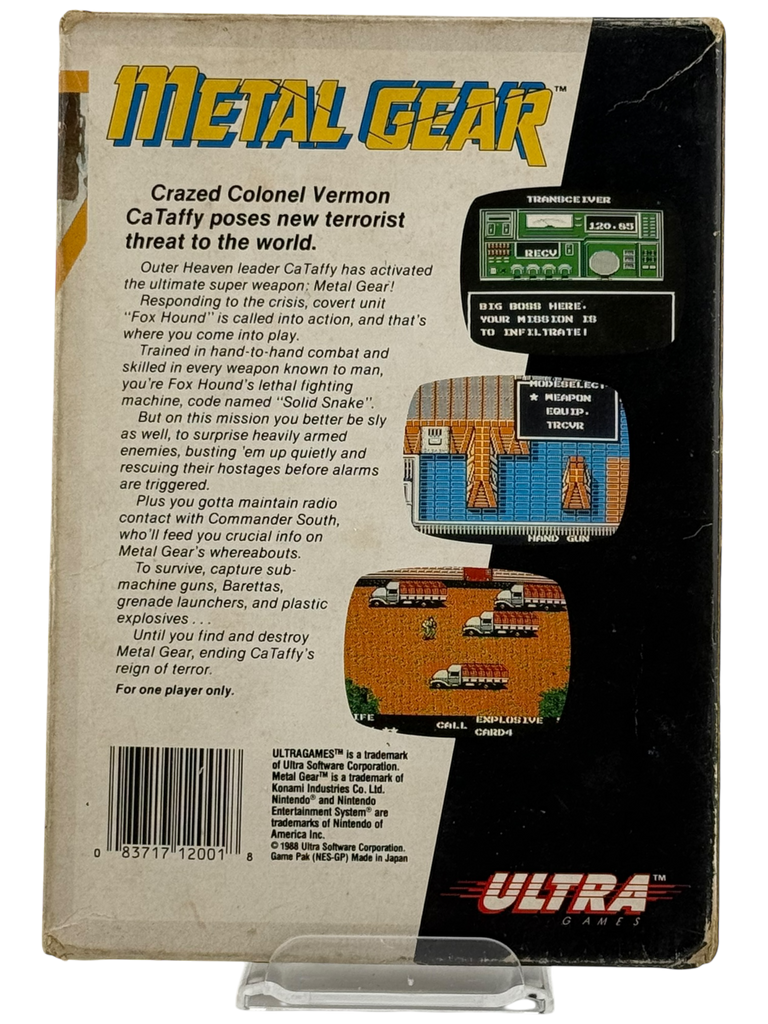 METAL GEAR™
Crazed Colonel Vermon
CaTaffy poses new terrorist
threat to the world.
Outer Heaven leader CaTaffy has activated
the ultimate super weapon: Metal Gear!
Responding to the crisis, covert unit
"Fox Hound" is called into action, and that's
where you come into play.
Trained in hand-to-hand combat and
skilled in every weapon known to man,
you're Fox Hound's lethal fighting
machine, code named "Solid Snake".
But on this mission you better be sly
as well, to surprise heavily armed
enemies, busting 'em up quietly and
rescuing their hostages before alarms
are triggered.
Plus you gotta maintain radio
contact with Commander South,
who'll feed you crucial info on
Metal Gear's whereabouts.
To survive, capture sub-
machine guns, Barettas,
grenade launchers, and plastic
explosives . . .
Until you find and destroy
Metal Gear, ending CaTaffy's
reign of terror.
For one player only.
TRANSCEIVER
120.85
RECV
BIG BOSS HERE.
YOUR MISSION IS
TO INFILTRATE!
MODESELECT
★ WEAPON
EQUIP.
TRCVR
HAND GUN
IFE
CALL EXPLOSIVE
CARD4
ULTRAGAMES™ is a trademark
of Ultra Software Corporation.
Metal Gear™ is a trademark of
Konami Industries Co. Ltd.
Nintendo® and Nintendo
Entertainment System® are
trademarks of Nintendo of
America Inc.
© 1988 Ultra Software Corporation.
Game Pak (NES-GP) Made in Japan
0 83717 12001 8
ULTRA™
GAMES